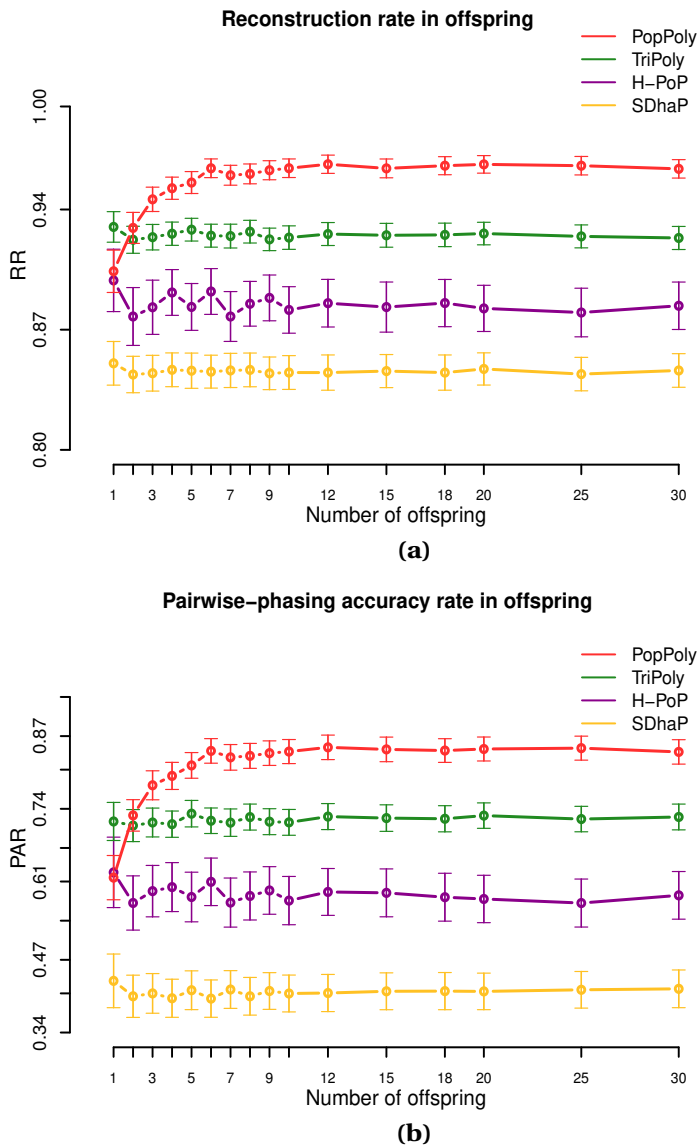 Reconstruction rate in offspring
PopPoly
TriPoly
H−PoP
SDhaP
1.00
0.94
0.87
0.80
RR
1 3 5 7 9 12 15 18 20 25 30
Number of offspring
(a)
Pairwise−phasing accuracy rate in offspring
PopPoly
TriPoly
H−PoP
SDhaP
0.87
0.74
0.61
0.47
0.34
PAR
1 3 5 7 9 12 15 18 20 25 30
Number of offspring
(b)